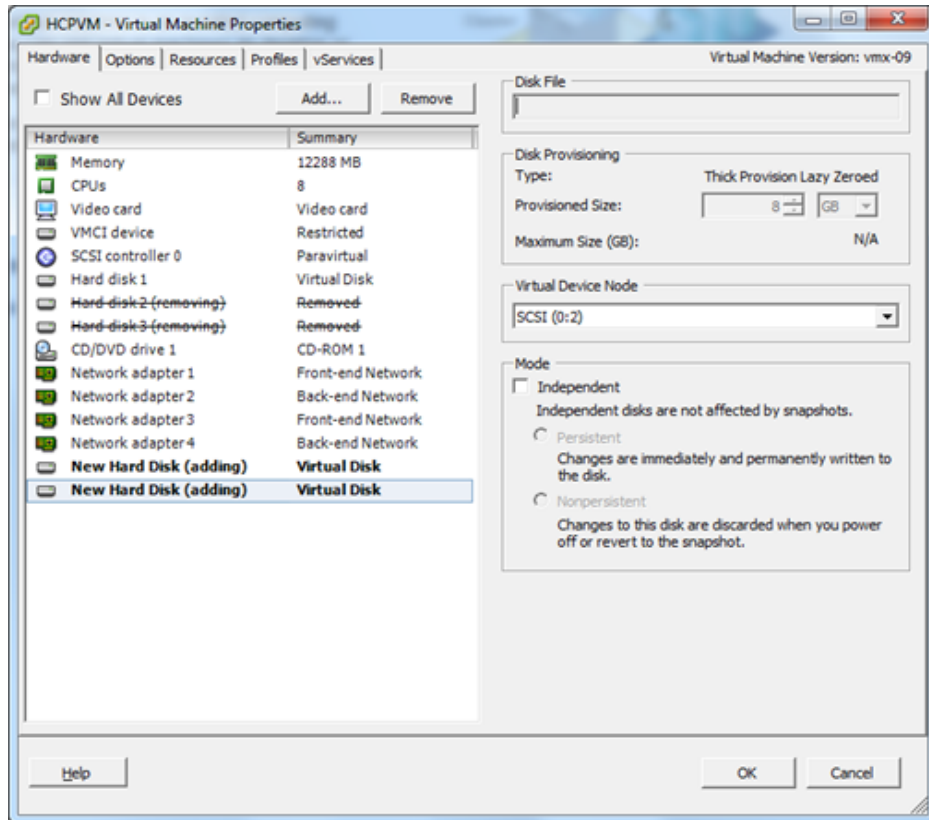 HCPVM - Virtual Machine Properties
Hardware Options Resources Profiles vServices
Virtual Machine Version: vmx-09
Show All Devices
Add...
Remove
Hardware Summary
Memory 12288 MB
CPUs 8
Video card Video card
VMCI device Restricted
SCSI controller 0 Paravirtual
Hard disk 1 Virtual Disk
Hard disk 2 (removing) Removed
Hard disk 3 (removing) Removed
CD/DVD drive 1 CD-ROM 1
Network adapter 1 Front-end Network
Network adapter 2 Back-end Network
Network adapter 3 Front-end Network
Network adapter 4 Back-end Network
New Hard Disk (adding) Virtual Disk
New Hard Disk (adding) Virtual Disk
Disk File
Disk Provisioning
Type: Thick Provision Lazy Zeroed
Provisioned Size: 8 GB
Maximum Size (GB): N/A
Virtual Device Node
SCSI (0:2)
Mode
Independent
Independent disks are not affected by snapshots.
Persistent
Changes are immediately and permanently written to
the disk.
Nonpersistent
Changes to this disk are discarded when you power
off or revert to the snapshot.
Help
OK
Cancel